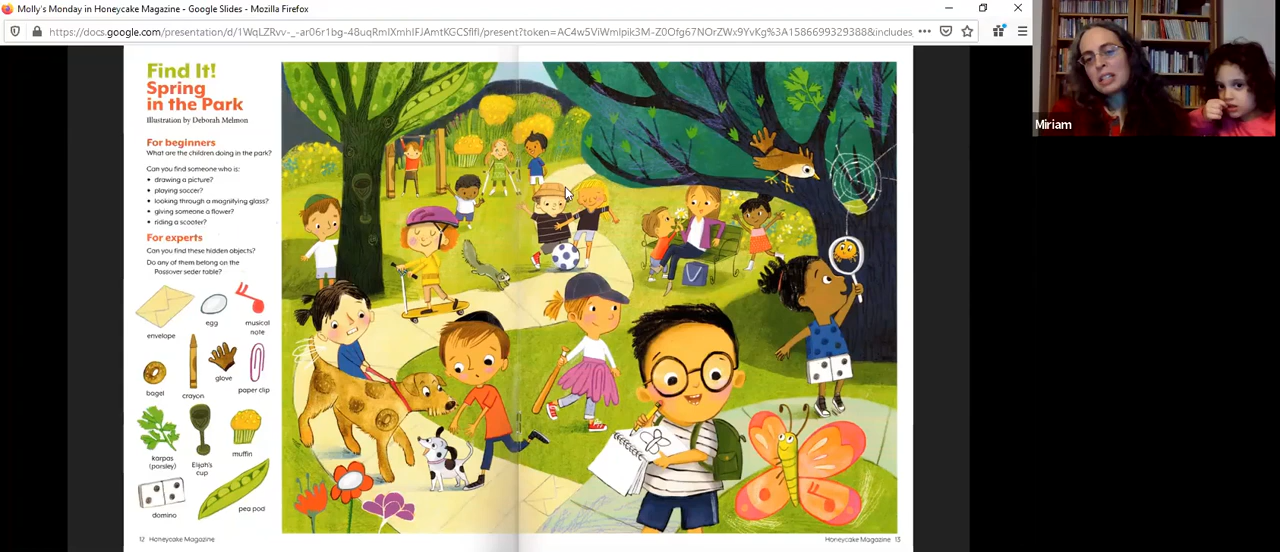 Molly's Monday in Honeycake Magazine - Google Slides - Mozilla Firefox
Find It!
Spring
in the Park
Illustration by Deborah Melmon
For beginners
What are the children doing in the park?
Can you find someone who is:
• drawing a picture?
• playing soccer?
• looking through a magnifying glass?
• giving someone a flower?
• riding a scooter?
For experts
Can you find these hidden objects?
Do any of them belong on the
Passover seder table?
envelope
egg
musical
note
bagel
crayon
glove
paper clip
karpas
(parsley)
Elijah's
cup
muffin
domino
pea pod
12 Honeycake Magazine
Honeycake Magazine 13
Miriam